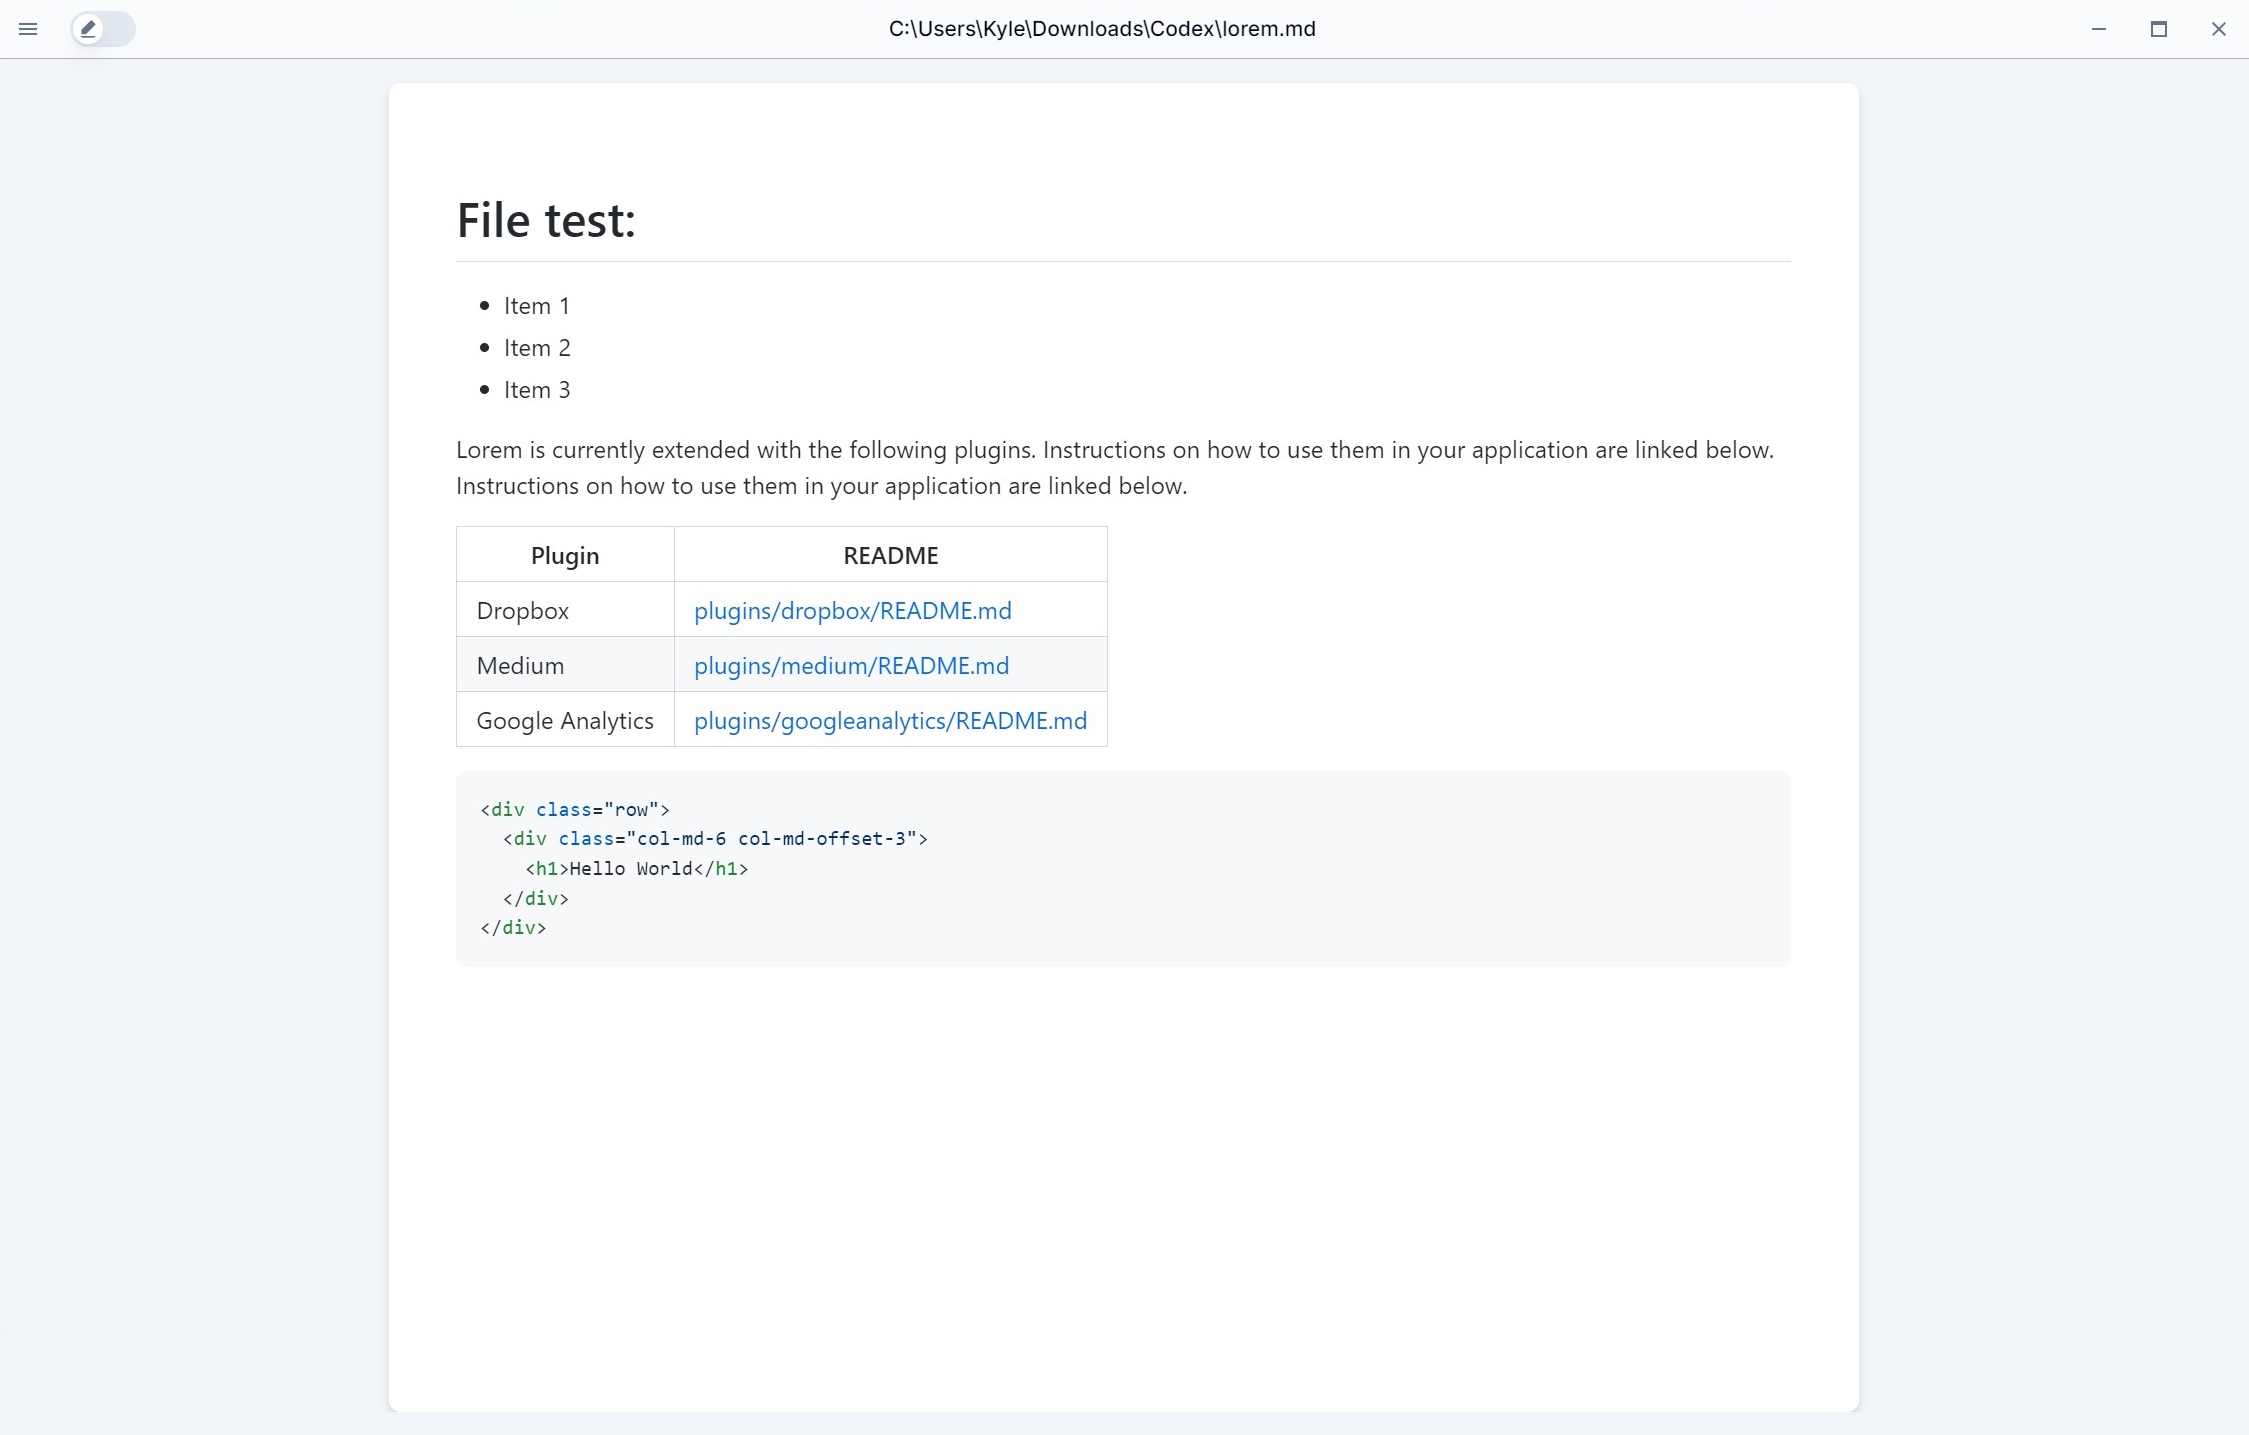 C:\Users\Kyle\Downloads\Codex\lorem.md
File test:
Item 1
Item 2
Item 3
Lorem is currently extended with the following plugins. Instructions on how to use them in your application are linked below.
Instructions on how to use them in your application are linked below.
Plugin README
Dropbox plugins/dropbox/README.md
Medium plugins/medium/README.md
Google Analytics plugins/googleanalytics/README.md
<div class="row">
  <div class="col-md-6 col-md-offset-3">
    <h1>Hello World</h1>
  </div>
</div>